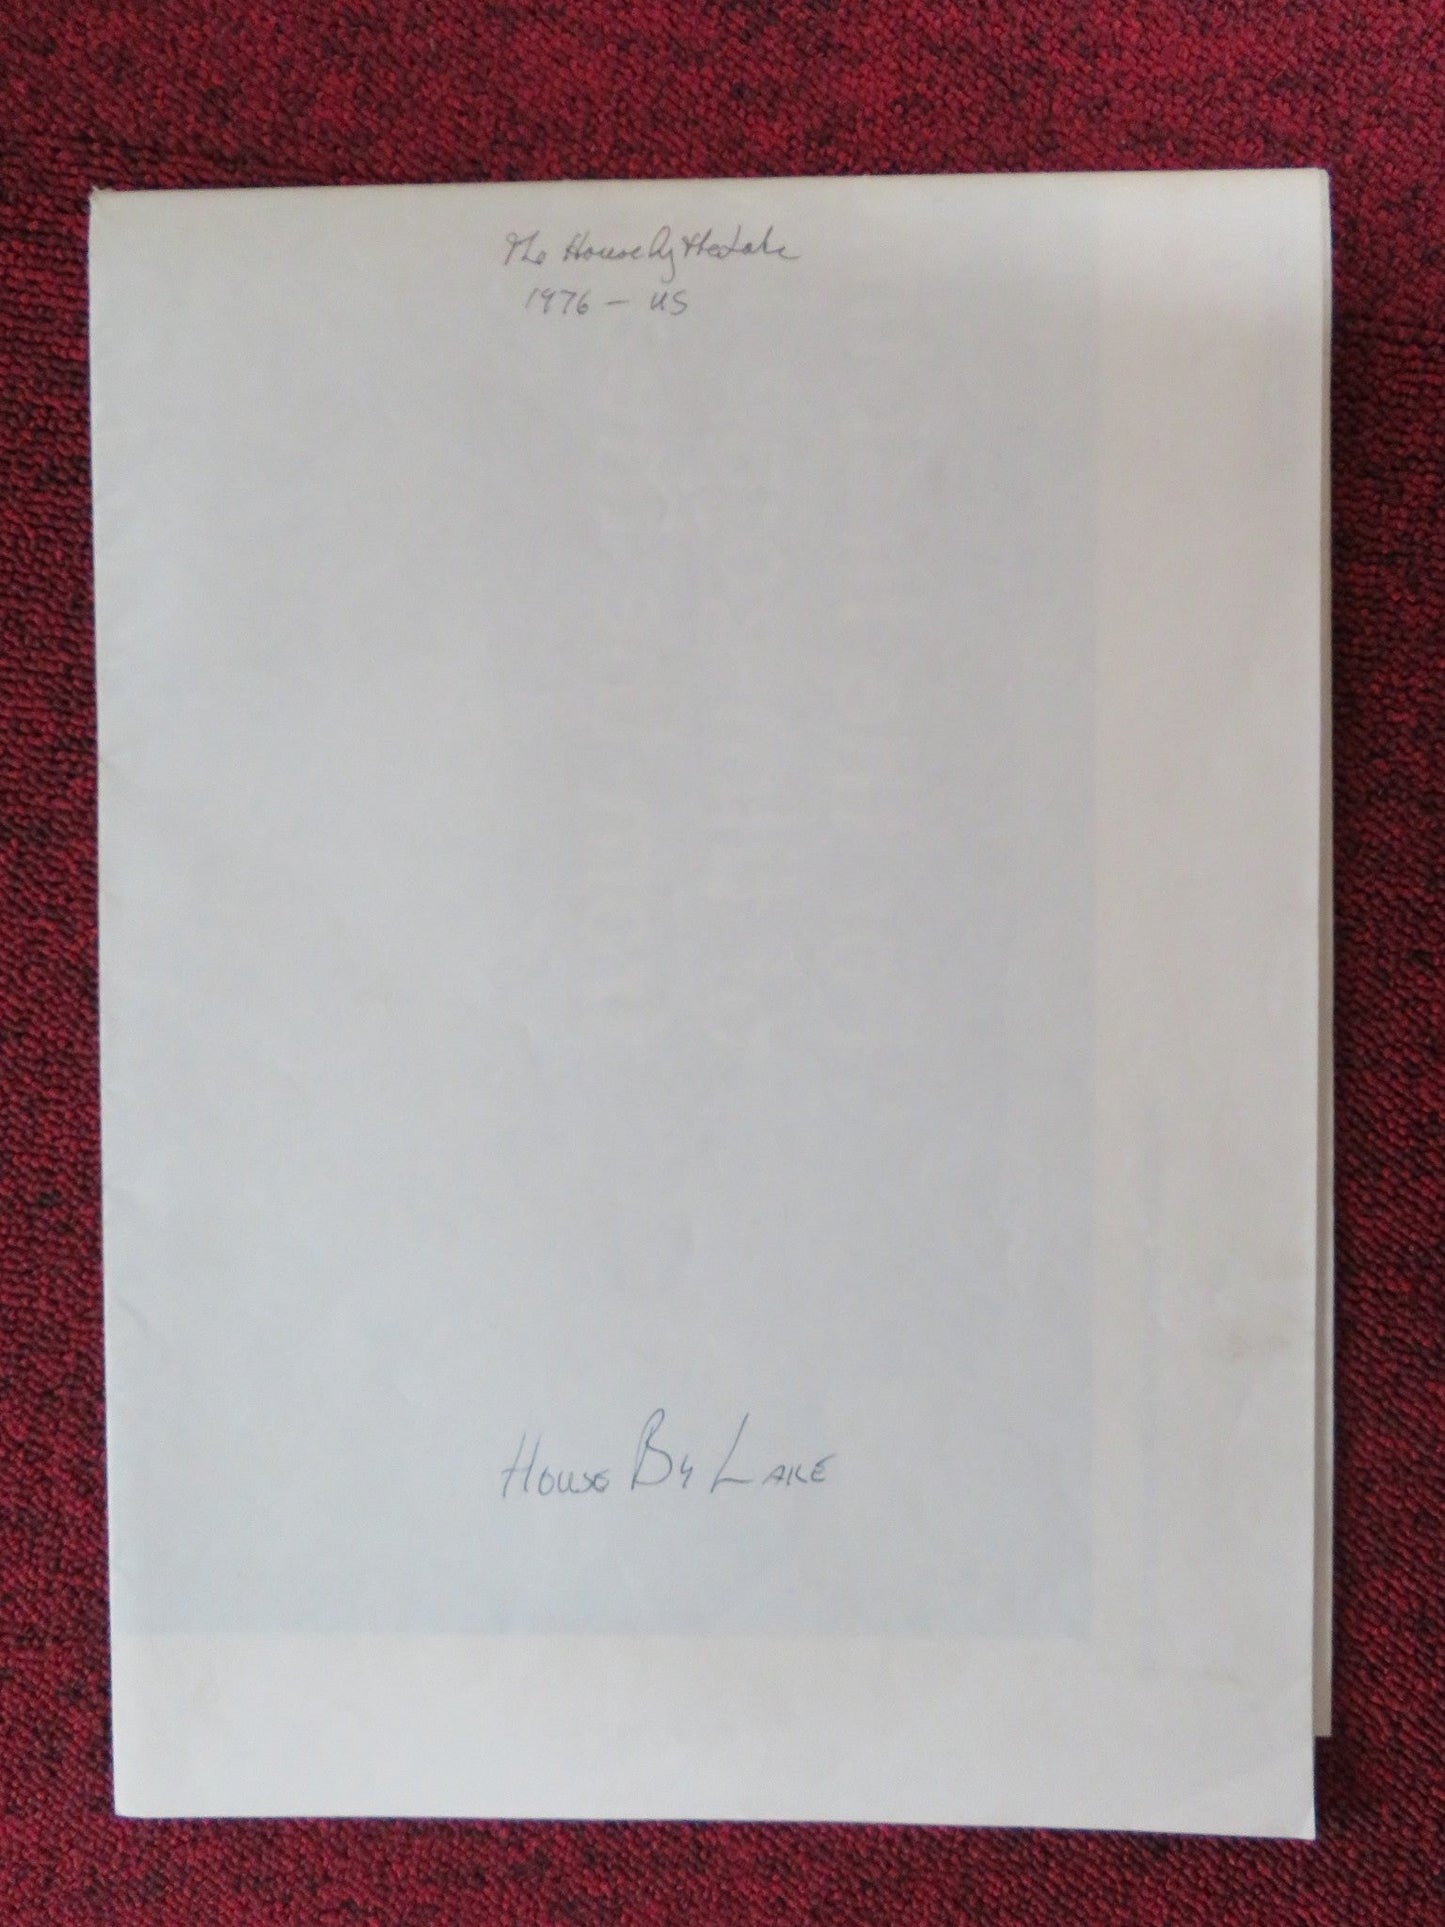 The House by the Lake
1976 - US
House By Lake